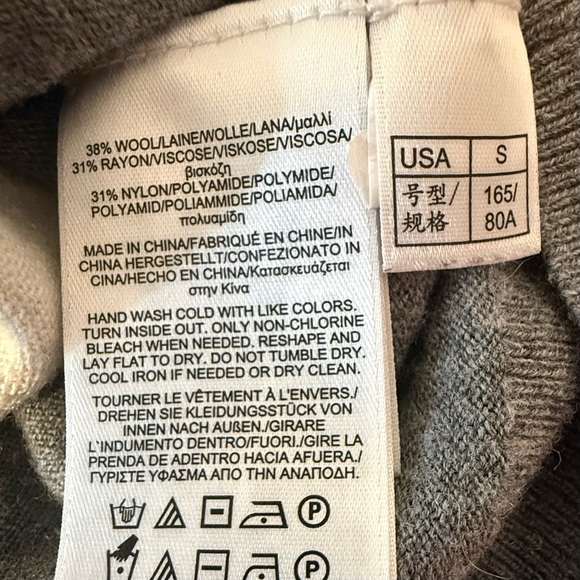 38% WOOL/LAINE/WOLLE/LANA/μαλλί
31% RAYON/VISCOSE/VISKOSE/VISCOSA/
βισκόζη
31% NYLON/POLYAMIDE/POLYMIDE/
POLYAMID/POLIAMMIDE/POLIAMIDA/
πολυαμίδη
MADE IN CHINA/FABRIQUÉ EN CHINE/IN
CHINA HERGESTELLT/CONFEZIONATO IN
CINA/HECHO EN CHINA/Κατασκευάζεται
στην Κίνα
HAND WASH COLD WITH LIKE COLORS.
TURN INSIDE OUT. ONLY NON-CHLORINE
BLEACH WHEN NEEDED. RESHAPE AND
LAY FLAT TO DRY. DO NOT TUMBLE DRY.
COOL IRON IF NEEDED OR DRY CLEAN.
TOURNER LE VÊTEMENT À L'ENVERS./
DREHEN SIE KLEIDUNGSSTÜCK VON
INNEN NACH AUßEN./GIRARE
L'INDUMENTO DENTRO/FUORI./GIRE LA
PRENDA DE ADENTRO HACIA AFUERA./
ΓΥΡΙΣΤΕ ΥΦΑΣΜΑ ΑΠΟ ΤΗΝ ΑΝΑΠΟΔΗ.
P
P
USA S
号型/ 165/
规格 80A